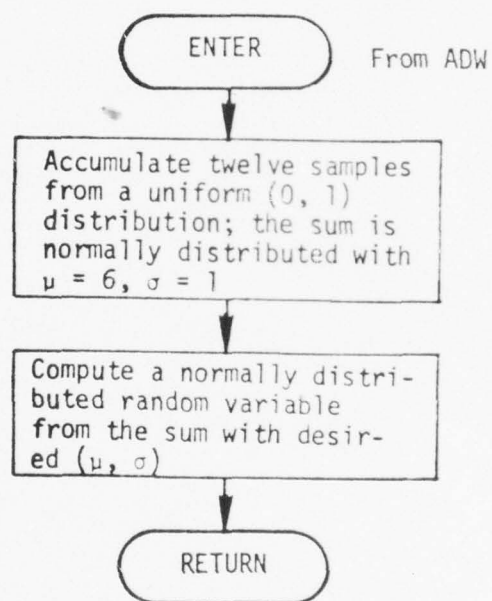 ENTER
From ADW
Accumulate twelve samples
from a uniform (0, 1)
distribution; the sum is
normally distributed with
μ = 6, σ = 1
Compute a normally distri-
buted random variable
from the sum with desir-
ed (μ, σ)
RETURN